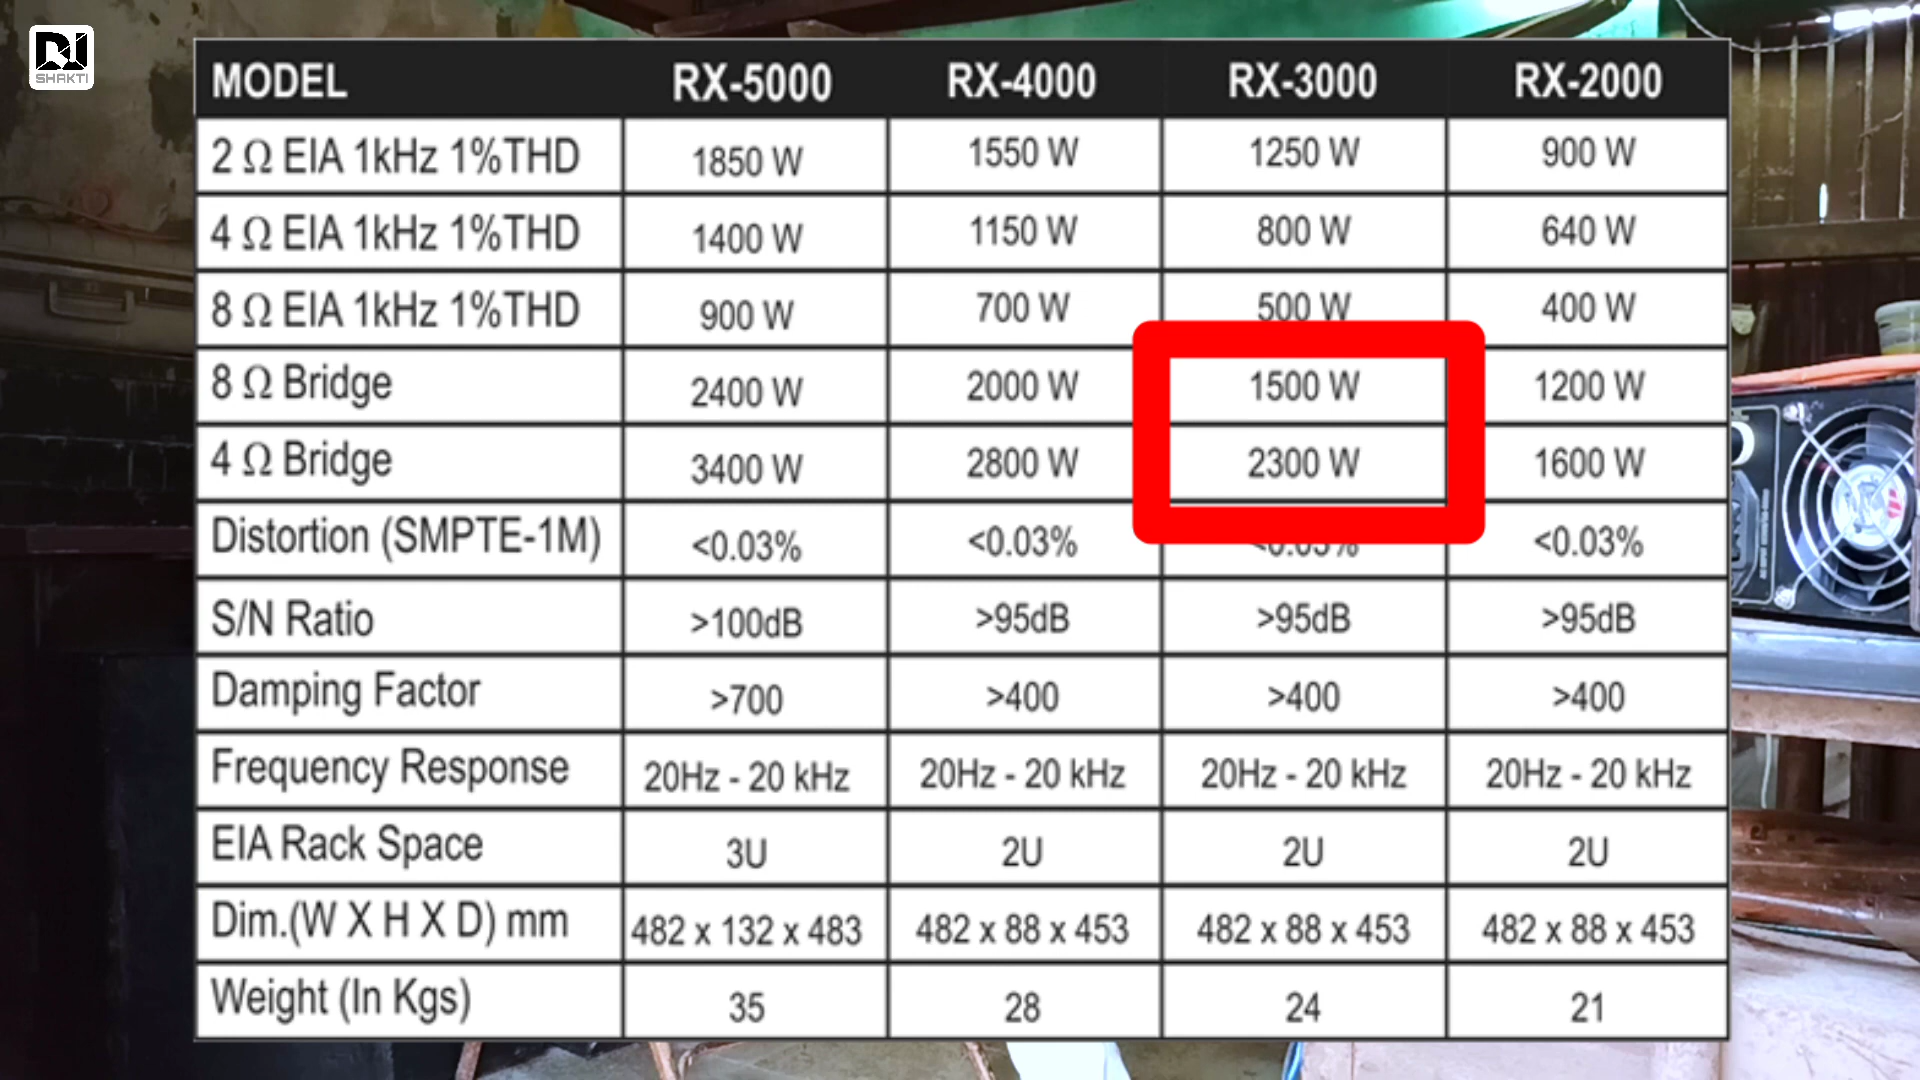 DJ
SHAKTI
MODEL RX-5000 RX-4000 RX-3000 RX-2000
2 Ω EIA 1kHz 1%THD 1850 W 1550 W 1250 W 900 W
4 Ω EIA 1kHz 1%THD 1400 W 1150 W 800 W 640 W
8 Ω EIA 1kHz 1%THD 900 W 700 W 500 W 400 W
8 Ω Bridge 2400 W 2000 W 1500 W 1200 W
4 Ω Bridge 3400 W 2800 W 2300 W 1600 W
Distortion (SMPTE-1M) <0.03% <0.03% <0.03% <0.03%
S/N Ratio >100dB >95dB >95dB >95dB
Damping Factor >700 >400 >400 >400
Frequency Response 20Hz - 20 kHz 20Hz - 20 kHz 20Hz - 20 kHz 20Hz - 20 kHz
EIA Rack Space 3U 2U 2U 2U
Dim.(W X H X D) mm 482 x 132 x 483 482 x 88 x 453 482 x 88 x 453 482 x 88 x 453
Weight (In Kgs) 35 28 24 21